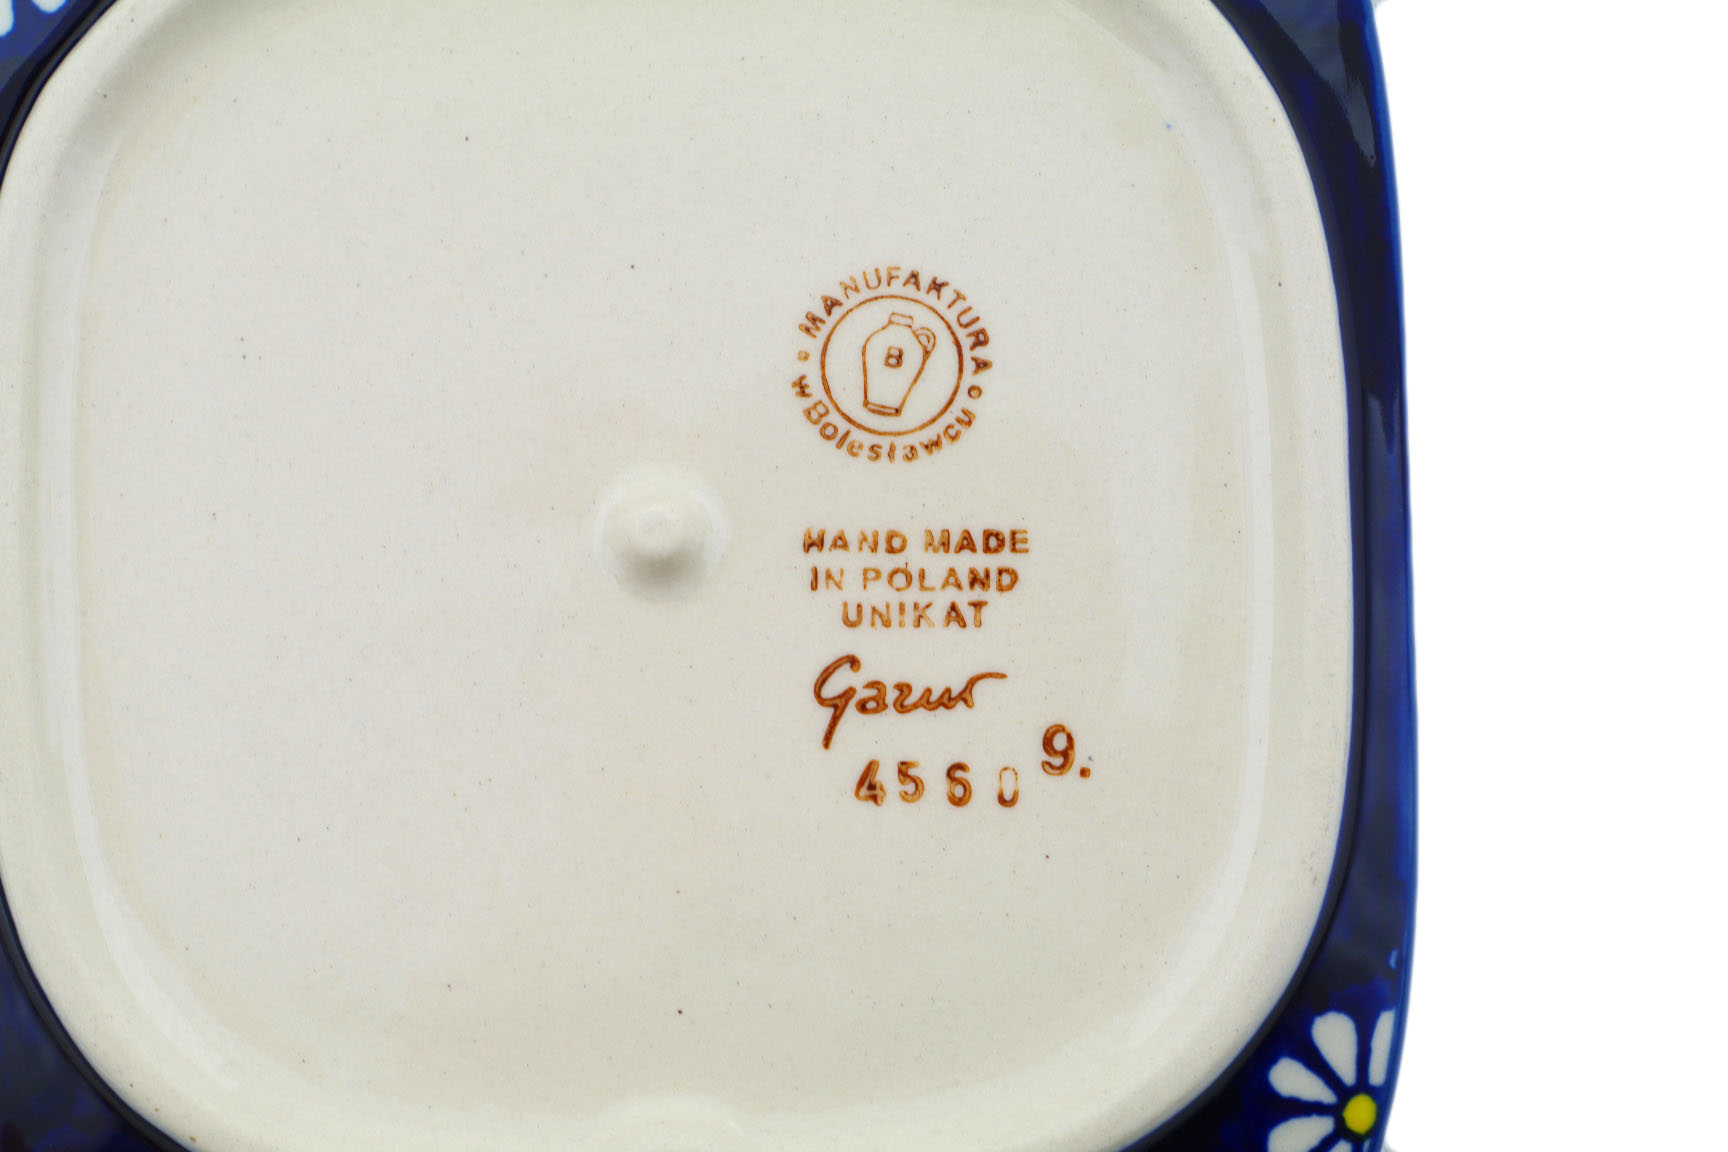 MANUFAKTURA
w Bolesławcu
B
HAND MADE
IN POLAND
UNIKAT
Gazur
4560 9.